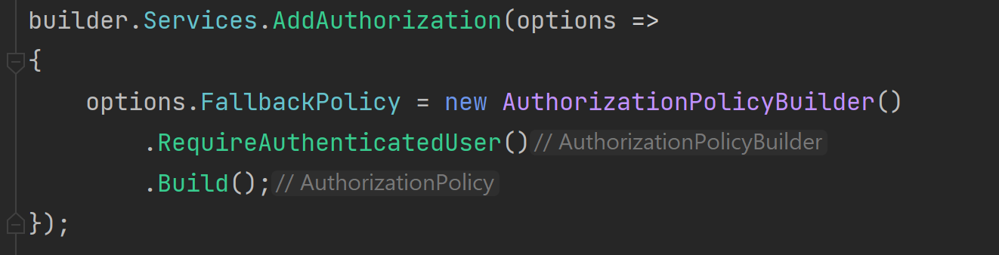 builder.Services.AddAuthorization(options =>
{
options.FallbackPolicy = new AuthorizationPolicyBuilder()
.RequireAuthenticatedUser() // AuthorizationPolicyBuilder
.Build(); // AuthorizationPolicy
});